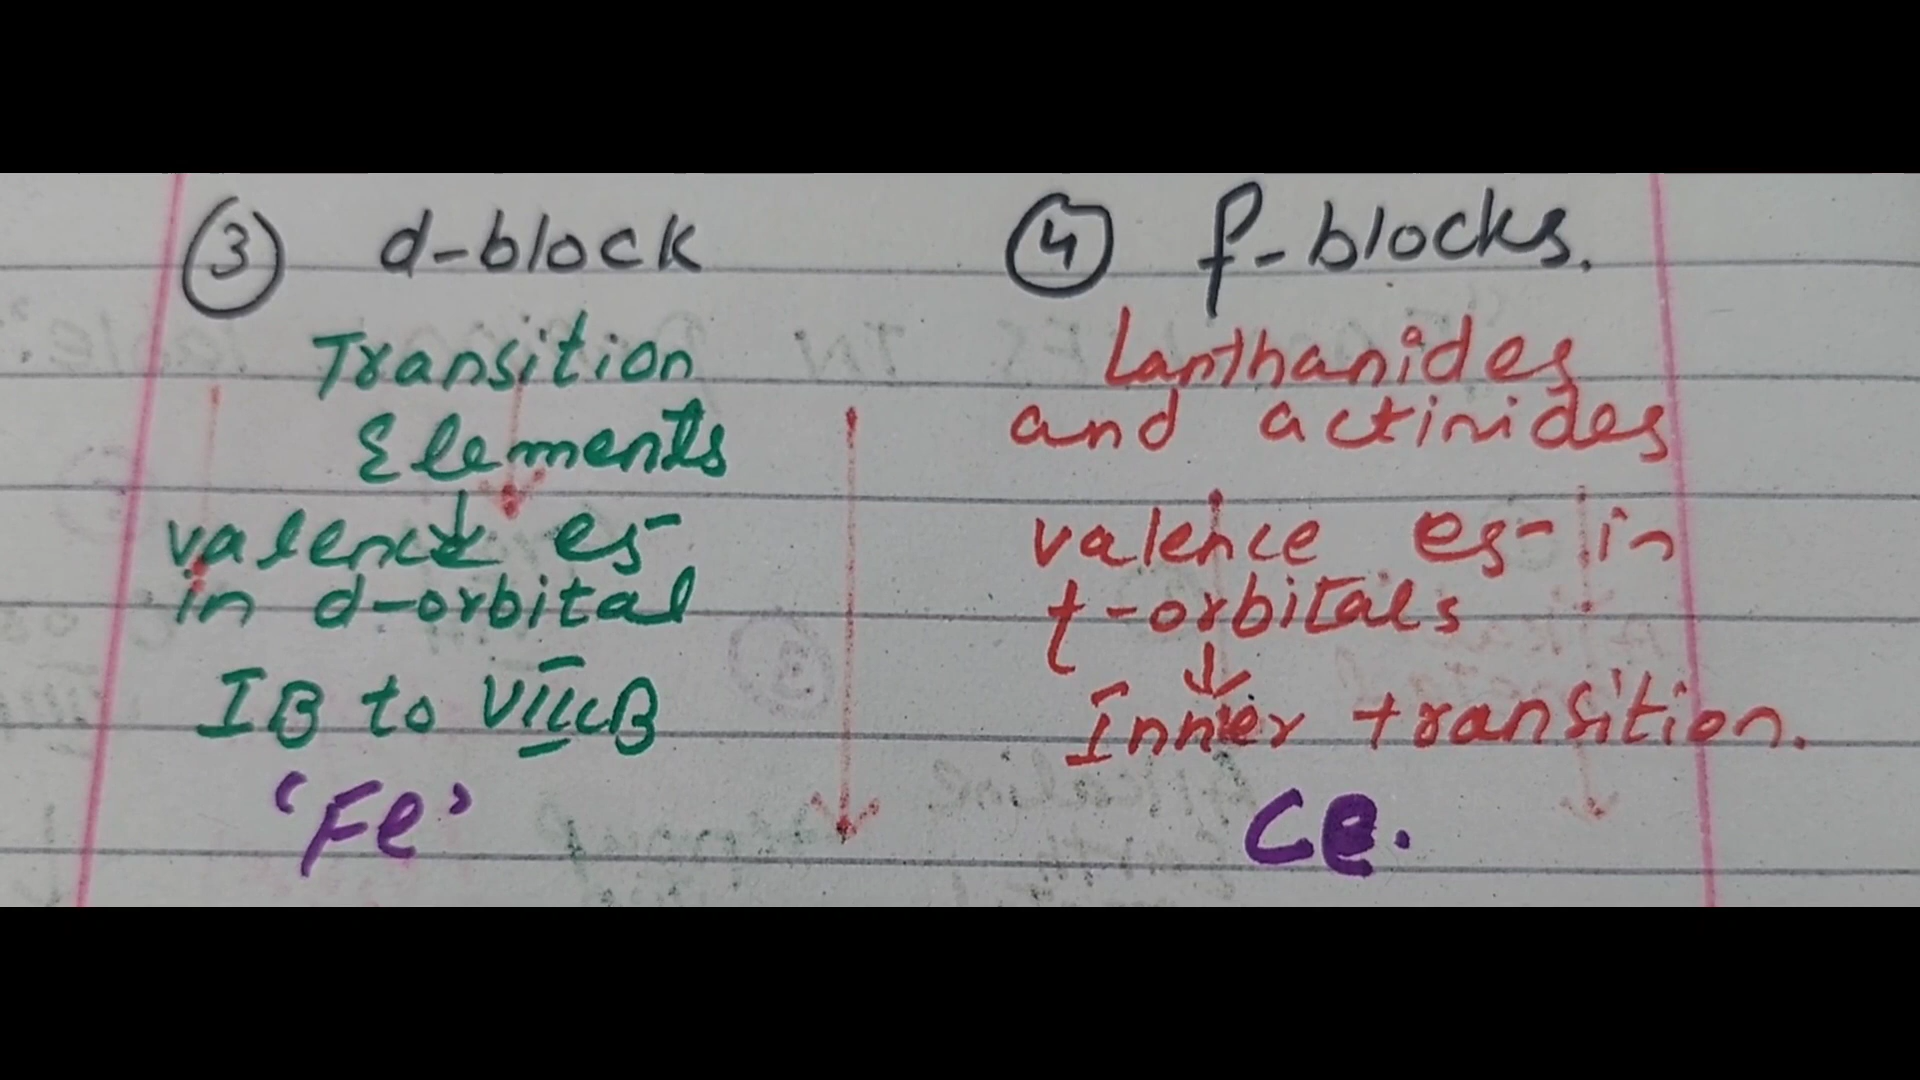 ③ d-block
Transition
Elements
valence es-
in d-orbital
IB to VIIIB
'Fe'
④ f-blocks.
Lanthanides
and actinides
valence es- in
f-orbitals
Inner transition.
Ce.